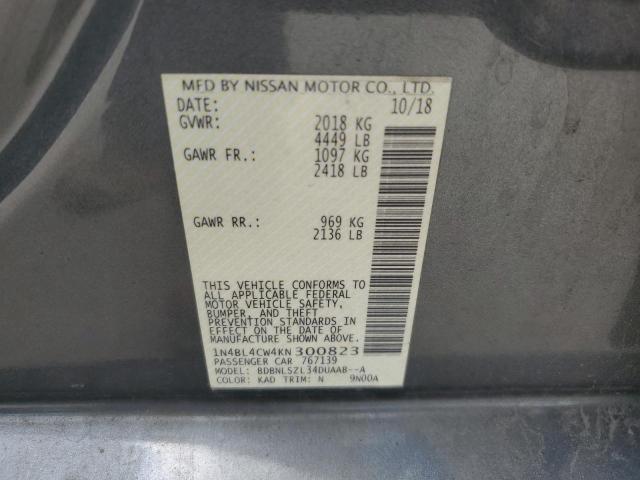 MFD BY NISSAN MOTOR CO., LTD.
DATE: 10/18
GVWR: 2018 KG
4449 LB
GAWR FR.: 1097 KG
2418 LB
GAWR RR.: 969 KG
2136 LB
THIS VEHICLE CONFORMS TO
ALL APPLICABLE FEDERAL
MOTOR VEHICLE SAFETY,
BUMPER, AND THEFT
PREVENTION STANDARDS IN
EFFECT ON THE DATE OF
MANUFACTURE SHOWN ABOVE.
1N4BL4CW4KN300823
PASSENGER CAR 767139
MODEL: BDBNLSZL34DUAAB--A
COLOR: KAD TRIM: N 9N00A